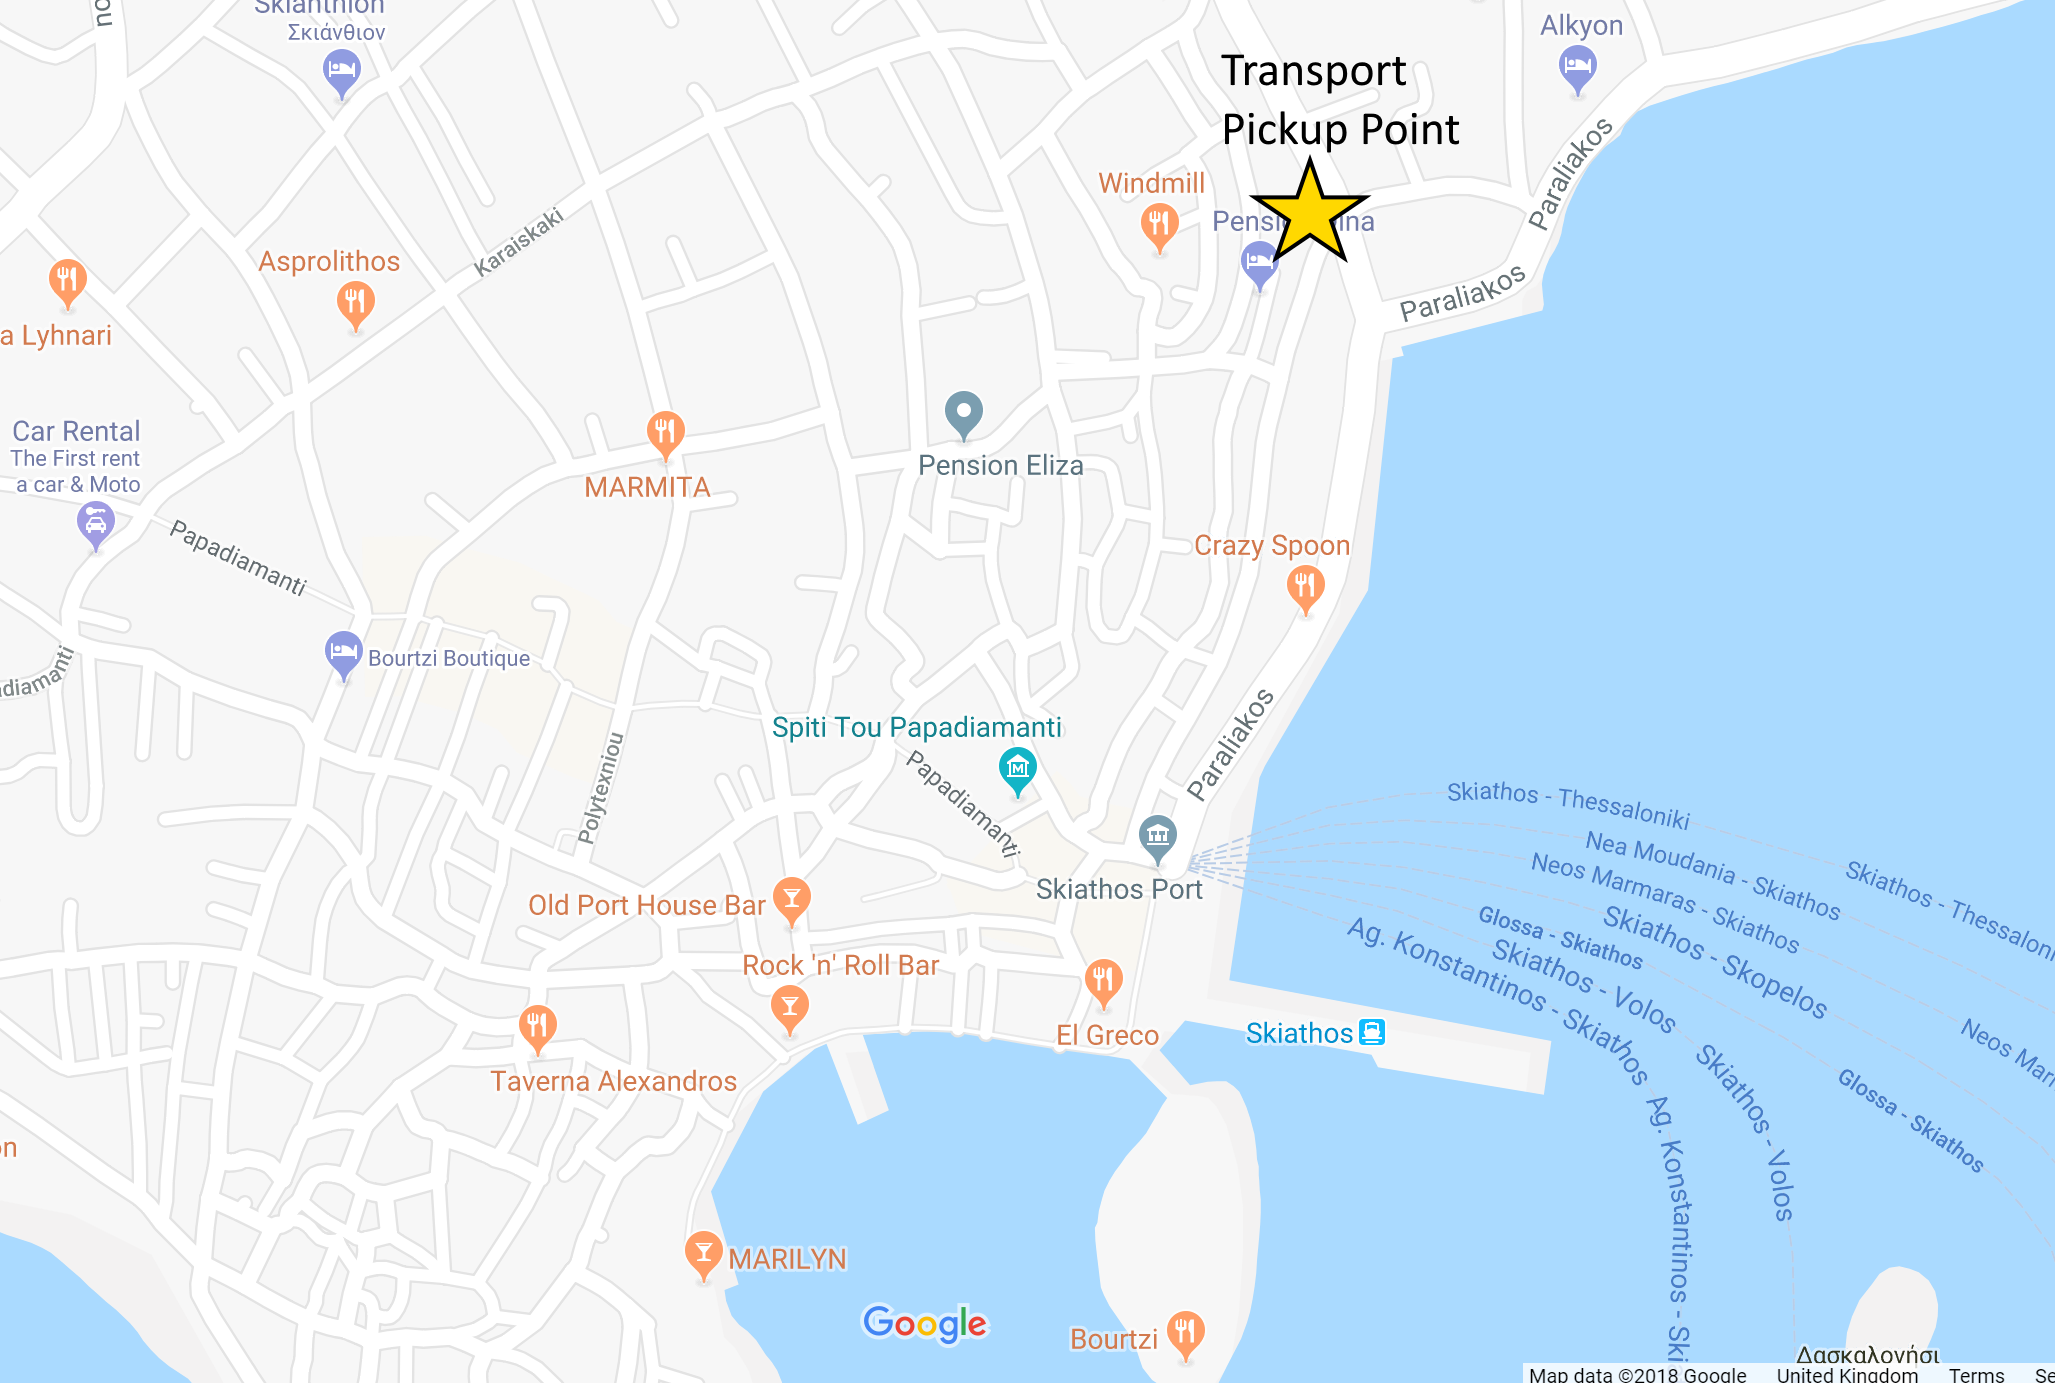 Skianthion
Σκιάνθιον
Alkyon
Transport
Pickup Point
Paraliakos
Windmill
Karaiskaki
Asprolithos
Paraliakos
a Lyhnari
Car Rental
The First rent
a car & Moto
Pension Eliza
MARMITA
Papadiamanti
Crazy Spoon
Bourtzi Boutique
diamanti
Paraliakos
Spiti Tou Papadiamanti
Polytexniou
Papadiamanti
Skiathos - Thessaloniki
Nea Moudania - Skiathos
Neos Marmaras - Skiathos
Skiathos - Thessaloni
Skiathos Port
Old Port House Bar
Glossa - Skiathos
Skiathos - Skopelos
Ag. Konstantinos - Skiathos
Skiathos - Volos
Rock 'n' Roll Bar
El Greco
Skiathos
Neos Mar
Taverna Alexandros
Skiathos - Volos
Glossa - Skiathos
Ag. Konstantinos - Ski
on
MARILYN
Google
Bourtzi
Δασκαλονήσι
Map data ©2018 Google United Kingdom Terms Se